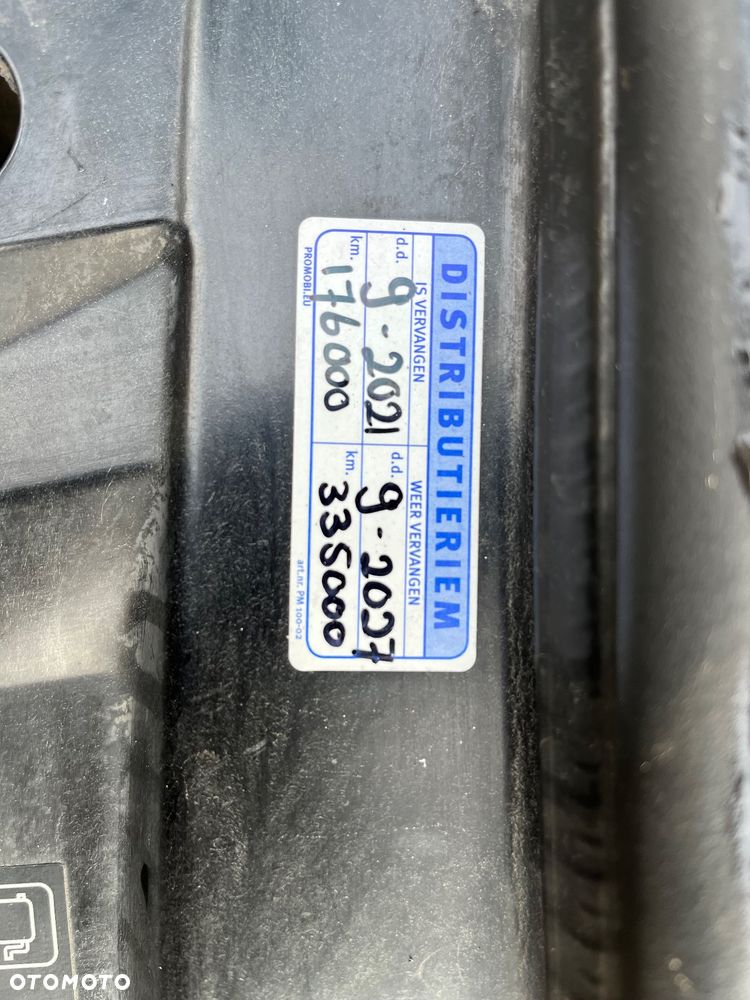 DISTRIBUTIERIEM
IS VERVANGEN
d.d. 9-2021
km. 176000
WEER VERVANGEN
d.d. 9-2027
km. 335000
PROMOBI.EU
art.nr. PM 100-02
OTOMOTO